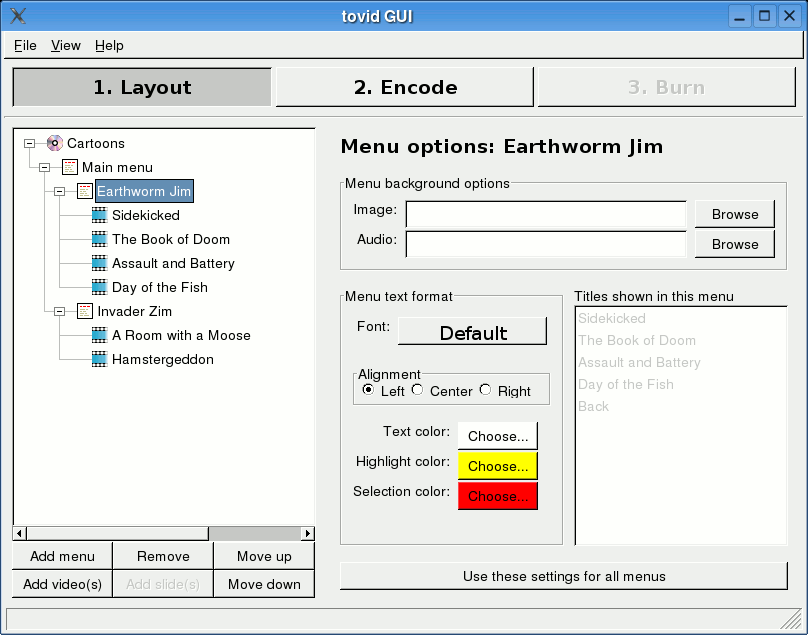 tovid GUI
File View Help
1. Layout 2. Encode 3. Burn
Cartoons
Main menu
Earthworm Jim
Sidekicked
The Book of Doom
Assault and Battery
Day of the Fish
Invader Zim
A Room with a Moose
Hamstergeddon
Add menu Remove Move up
Add video(s) Add slide(s) Move down
Menu options: Earthworm Jim
Menu background options
Image: Browse
Audio: Browse
Menu text format
Font: Default
Alignment
Left Center Right
Text color: Choose...
Highlight color: Choose...
Selection color: Choose...
Titles shown in this menu
Sidekicked
The Book of Doom
Assault and Battery
Day of the Fish
Back
Use these settings for all menus